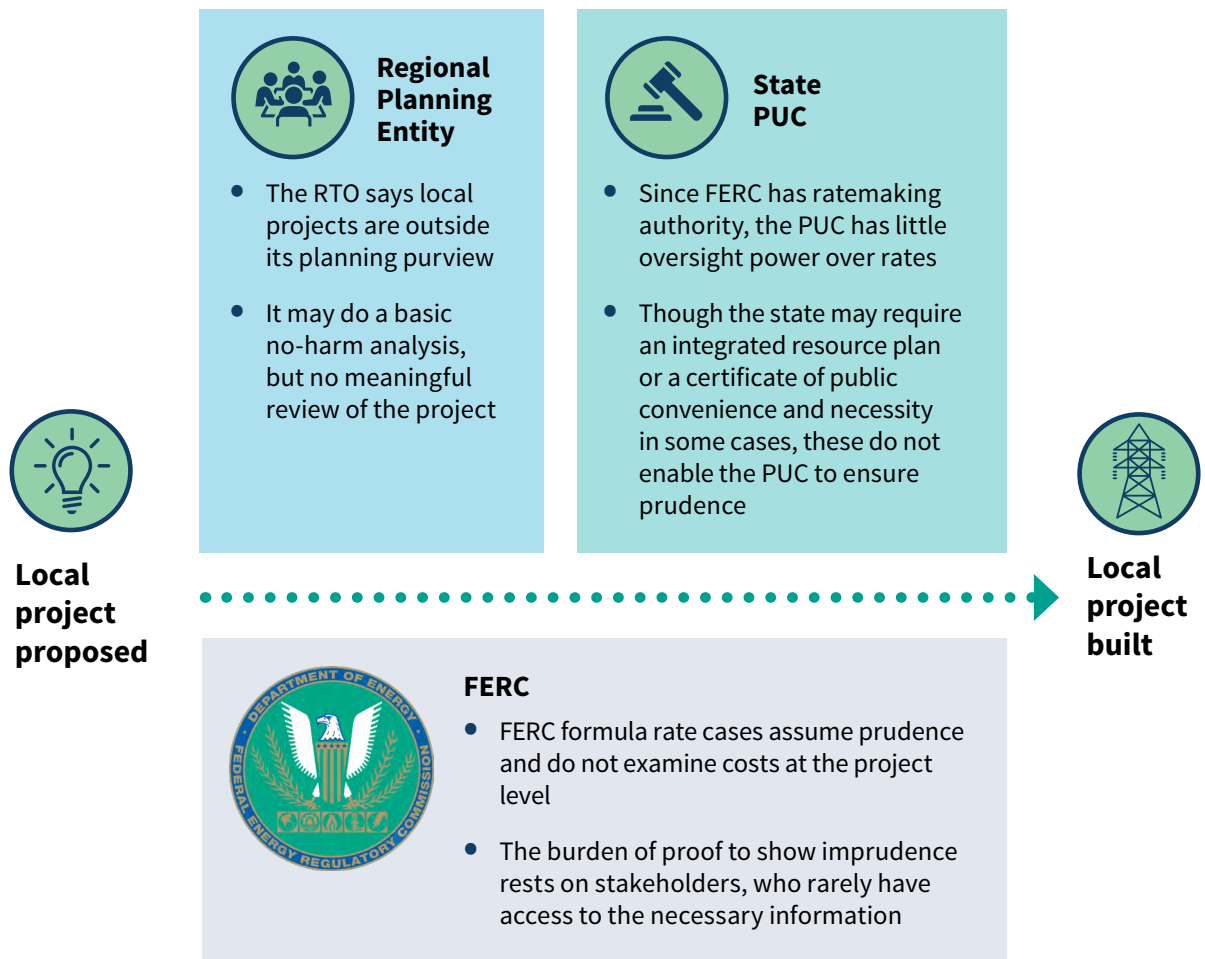 Regional
Planning
Entity
The RTO says local
projects are outside
its planning purview
It may do a basic
no-harm analysis,
but no meaningful
review of the project
State
PUC
Since FERC has ratemaking
authority, the PUC has little
oversight power over rates
Though the state may require
an integrated resource plan
or a certificate of public
convenience and necessity
in some cases, these do not
enable the PUC to ensure
prudence
Local
project
proposed
Local
project
built
DEPARTMENT OF ENERGY
FEDERAL ENERGY REGULATORY COMMISSION
FERC
FERC formula rate cases assume prudence
and do not examine costs at the project
level
The burden of proof to show imprudence
rests on stakeholders, who rarely have
access to the necessary information